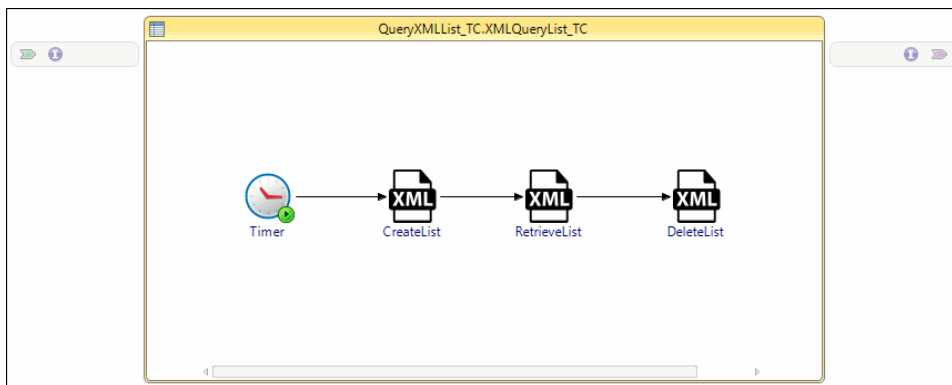 QueryXMLList_TC.XMLQueryList_TC
XML
XML
XML
Timer
CreateList
RetrieveList
DeleteList